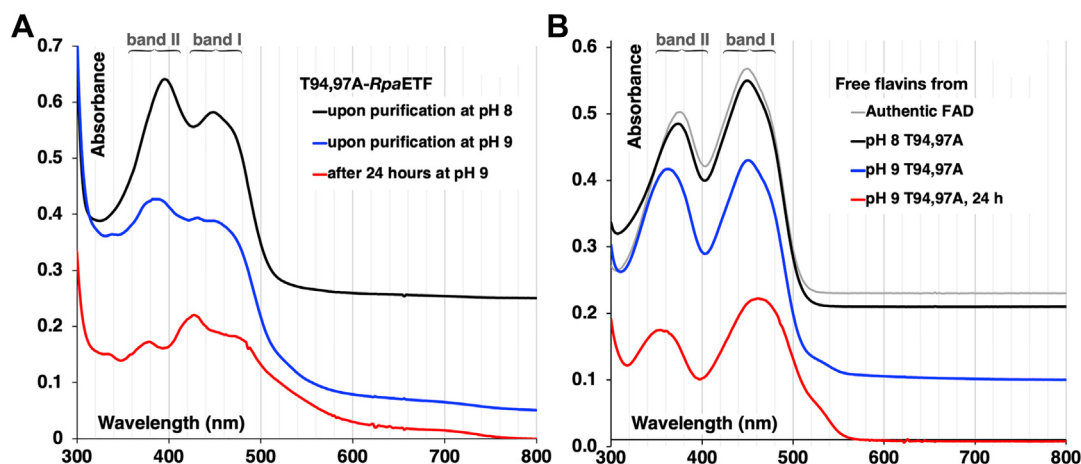 A
band II band I
0.7
0.6
0.5
0.4
0.3
0.2
0.1
0
Absorbance
T94,97A-RpaETF
upon purification at pH 8
upon purification at pH 9
after 24 hours at pH 9
Wavelength (nm)
300 400 500 600 700 800
B
band II band I
0.6
0.5
0.4
0.3
0.2
0.1
0.0
Absorbance
Free flavins from
Authentic FAD
pH 8 T94,97A
pH 9 T94,97A
pH 9 T94,97A, 24 h
Wavelength (nm)
300 400 500 600 700 800